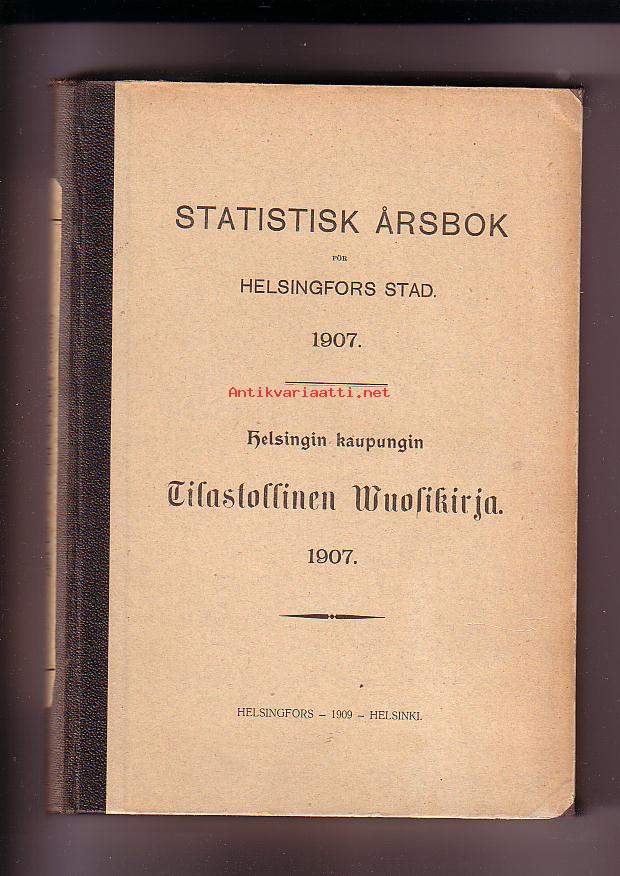 STATISTISK ÅRSBOK
FÖR
HELSINGFORS STAD.
1907.
Antikvariaatti.net
Helsingin kaupungin
Tilastollinen Wuosikirja.
1907.
HELSINGFORS – 1909 – HELSINKI.